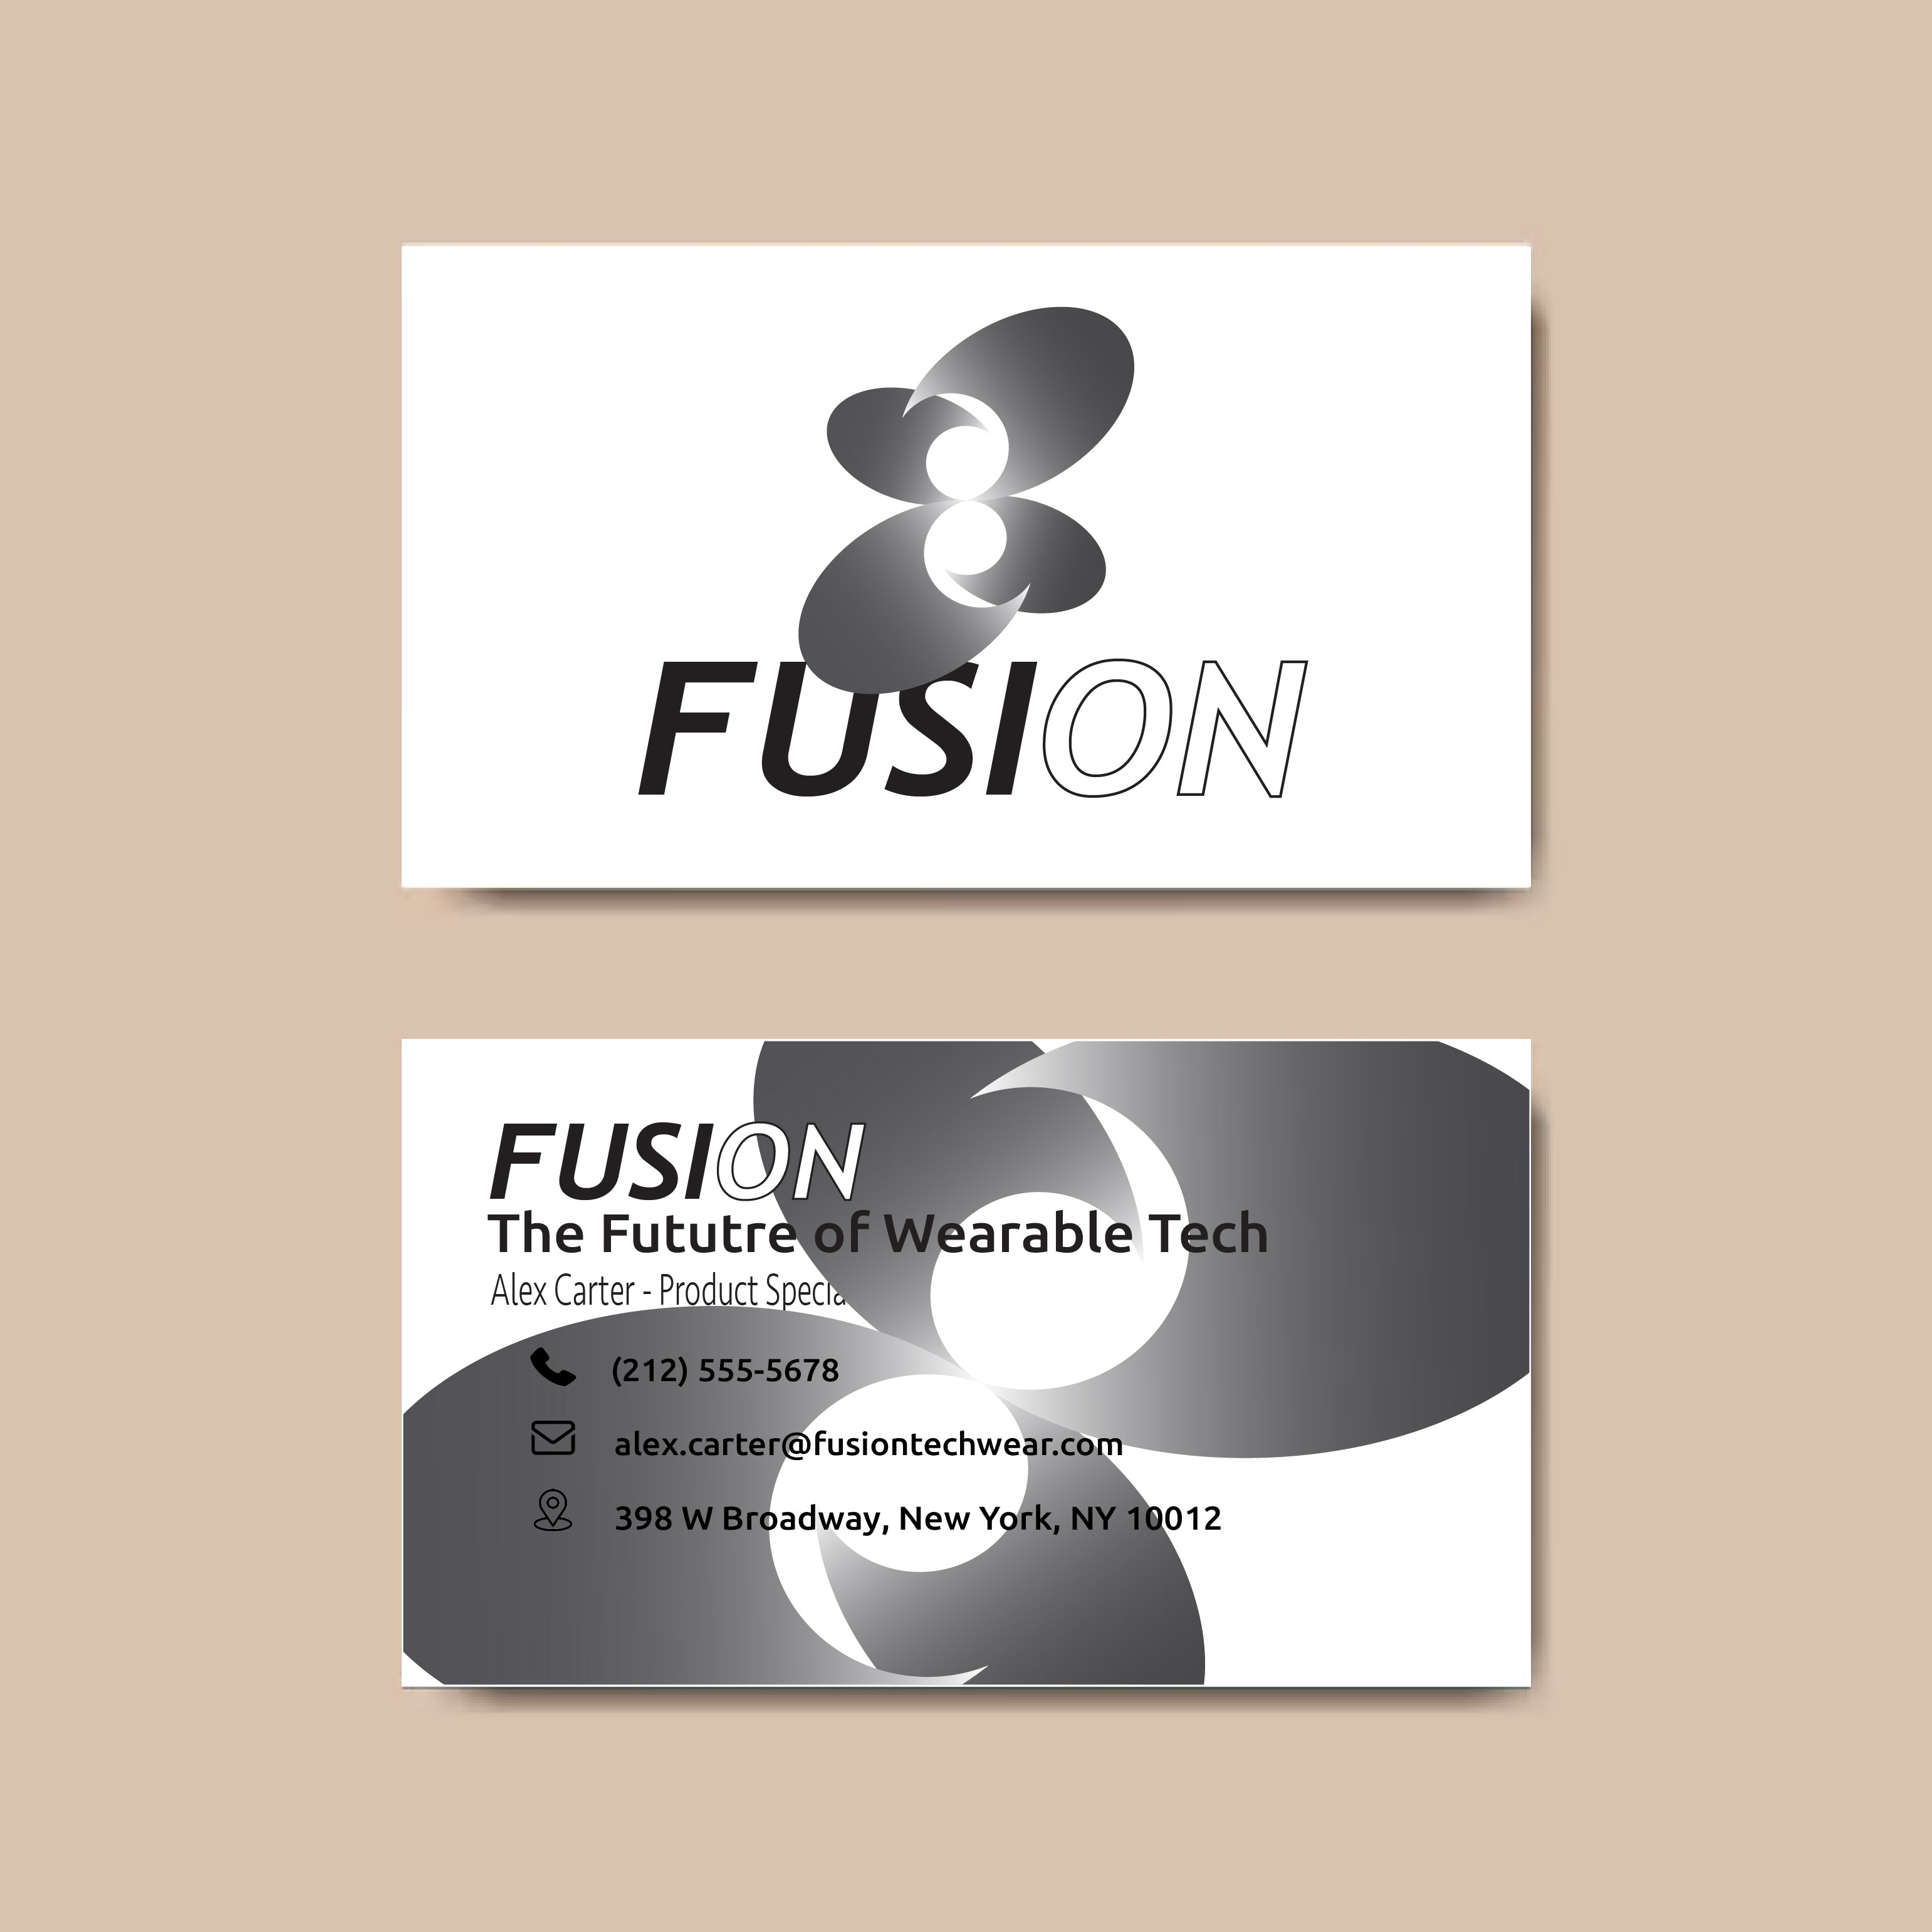 FUSION
FUSION
The Fututre of Wearable Tech
Alex Carter - Product
(212) 555-5678
alex.carter@fusiontechwear.com
398 W Broadway, New York, NY 10012